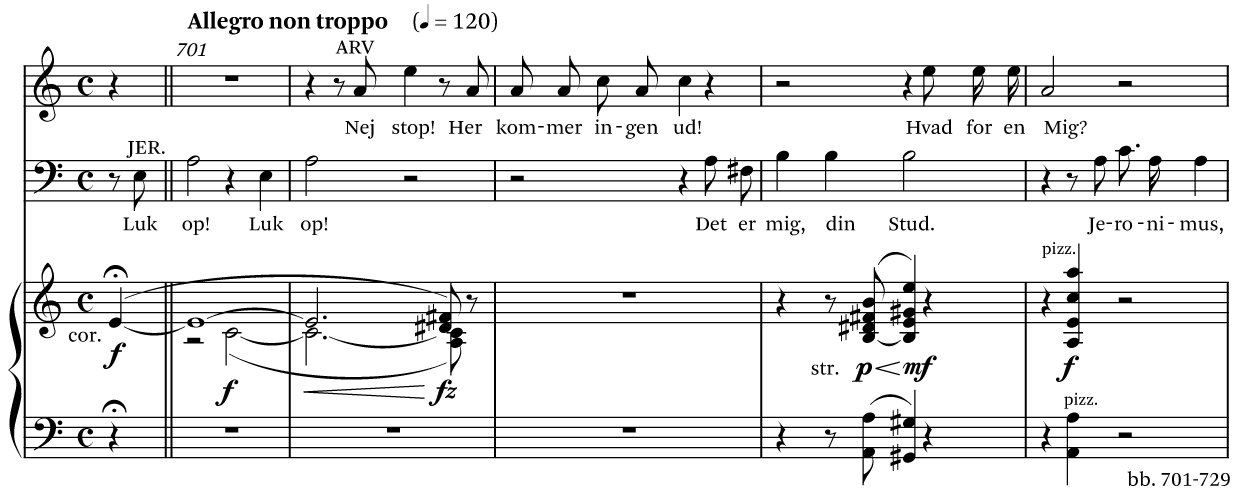 Allegro non troppo (♩ = 120)
701
ARV
Nej stop! Her kom-mer in-gen ud! Hvad for en Mig?
JER.
Luk op! Luk op! Det er mig, din Stud. Je-ro-ni-mus,
pizz.
cor.
f
f
fz
str.
p
mf
f
pizz.
bb. 701-729